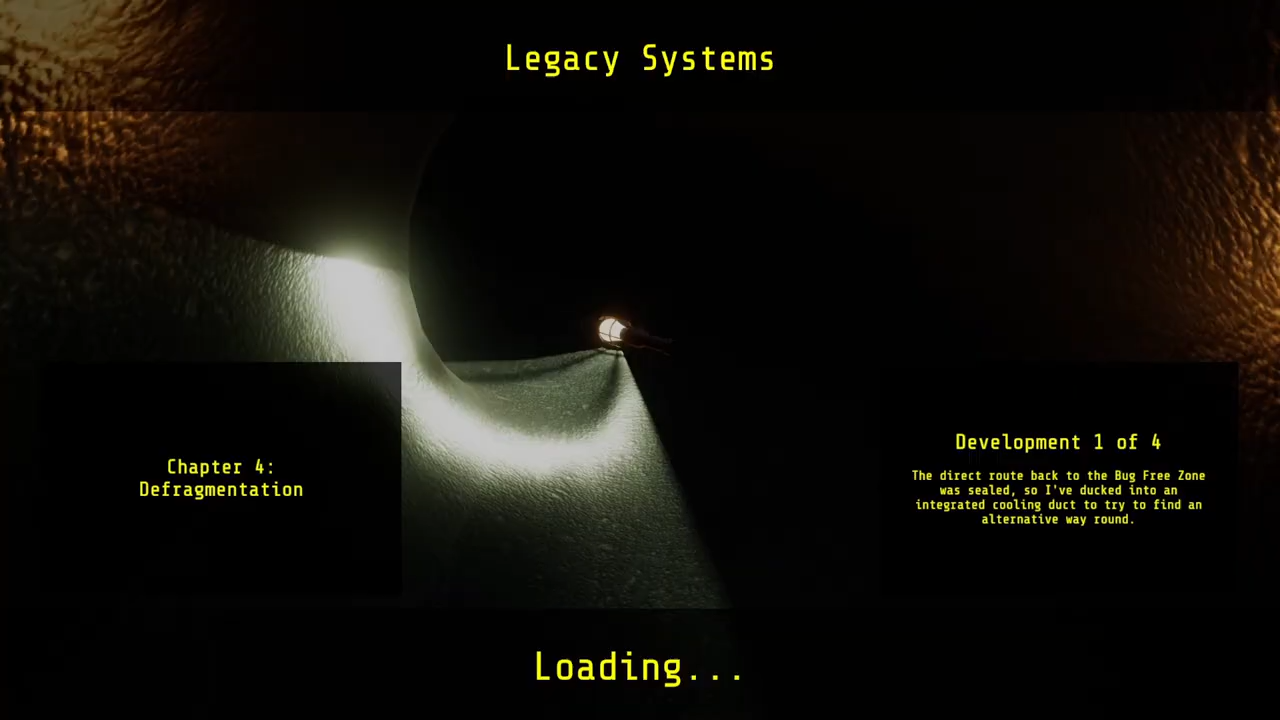 Legacy Systems
Chapter 4:
Defragmentation
Development 1 of 4
The direct route back to the Bug Free Zone
was sealed, so I've ducked into an
integrated cooling duct to try to find an
alternative way round.
Loading...